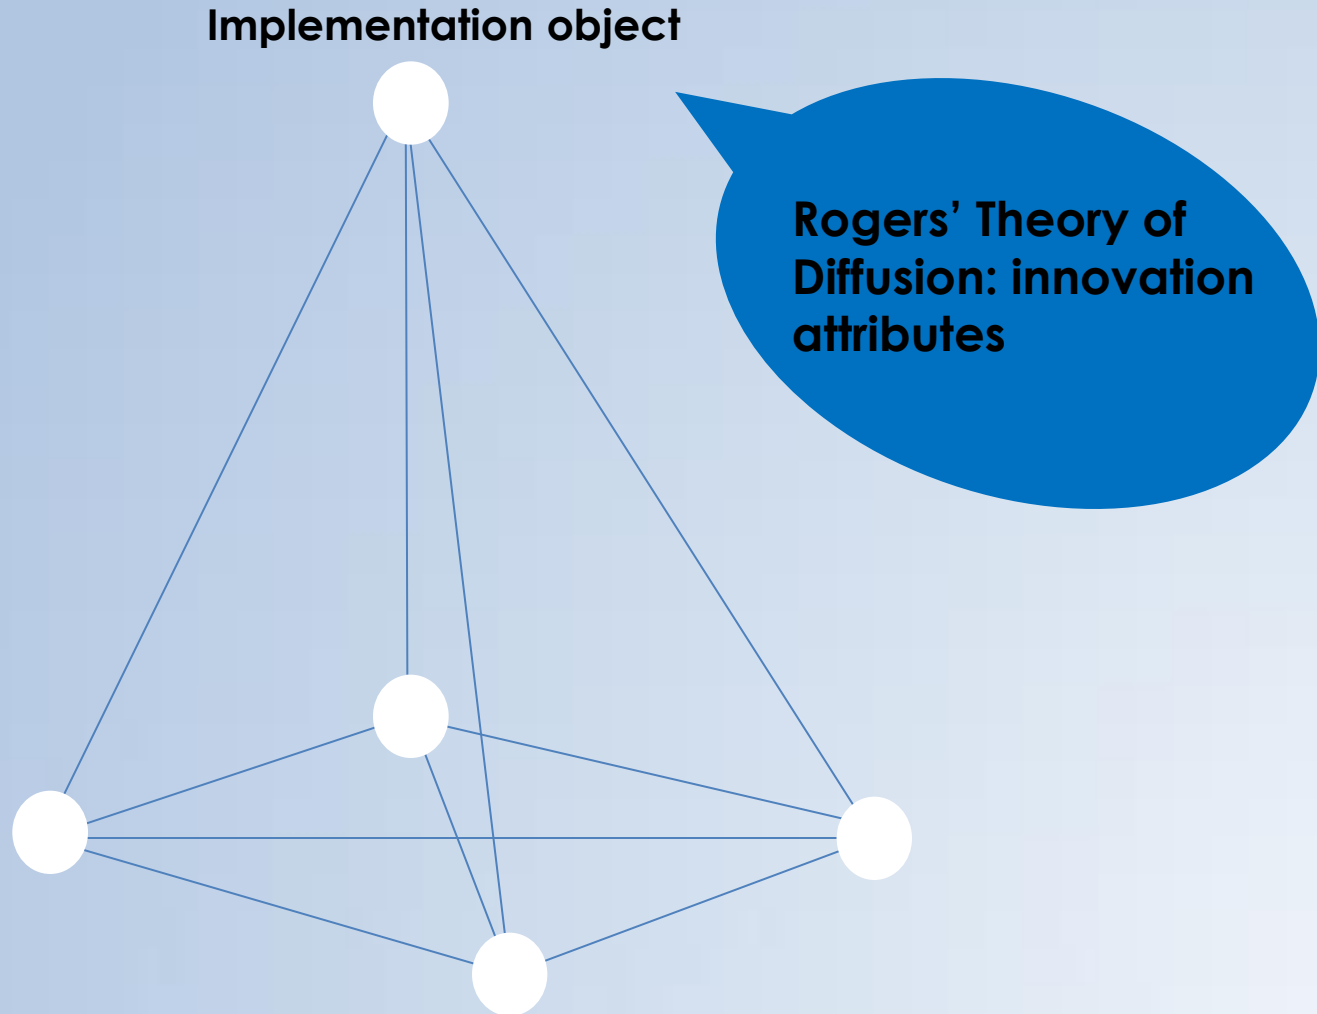 Implementation object
Rogers’ Theory of
Diffusion: innovation
attributes